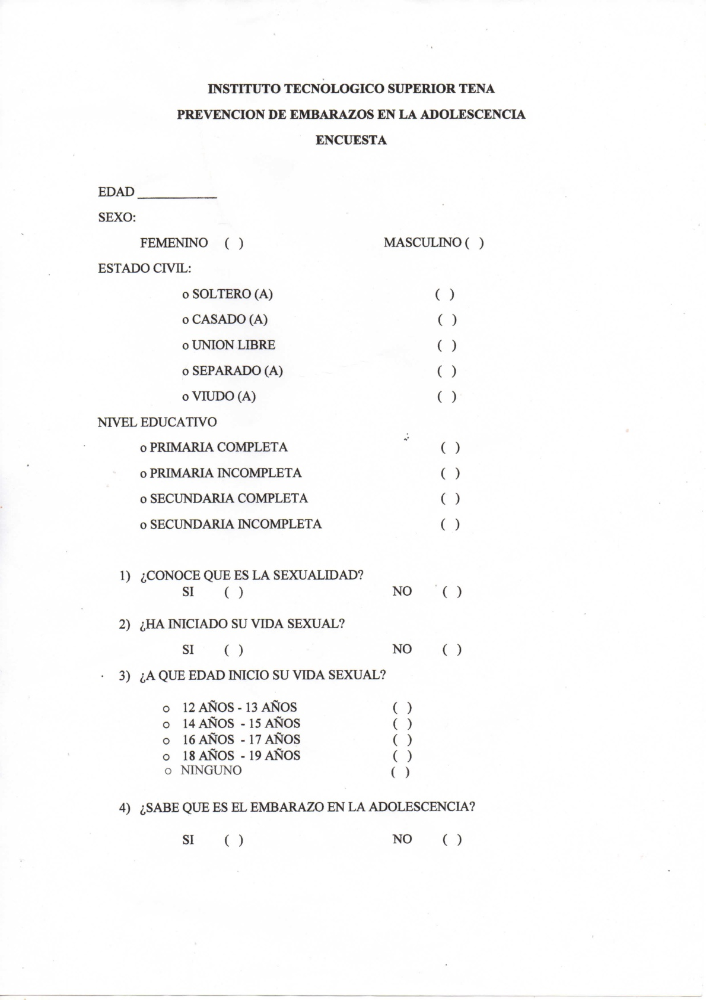 INSTITUTO TECNOLOGICO SUPERIOR TENA
PREVENCION DE EMBARAZOS EN LA ADOLESCENCIA
ENCUESTA
EDAD ____________
SEXO:
FEMENINO ( ) MASCULINO ( )
ESTADO CIVIL:
o SOLTERO (A) ( )
o CASADO (A) ( )
o UNION LIBRE ( )
o SEPARADO (A) ( )
o VIUDO (A) ( )
NIVEL EDUCATIVO
o PRIMARIA COMPLETA ( )
o PRIMARIA INCOMPLETA ( )
o SECUNDARIA COMPLETA ( )
o SECUNDARIA INCOMPLETA ( )
1) ¿CONOCE QUE ES LA SEXUALIDAD?
SI ( ) NO ( )
2) ¿HA INICIADO SU VIDA SEXUAL?
SI ( ) NO ( )
3) ¿A QUE EDAD INICIO SU VIDA SEXUAL?
o 12 AÑOS - 13 AÑOS ( )
o 14 AÑOS - 15 AÑOS ( )
o 16 AÑOS - 17 AÑOS ( )
o 18 AÑOS - 19 AÑOS ( )
o NINGUNO ( )
4) ¿SABE QUE ES EL EMBARAZO EN LA ADOLESCENCIA?
SI ( ) NO ( )